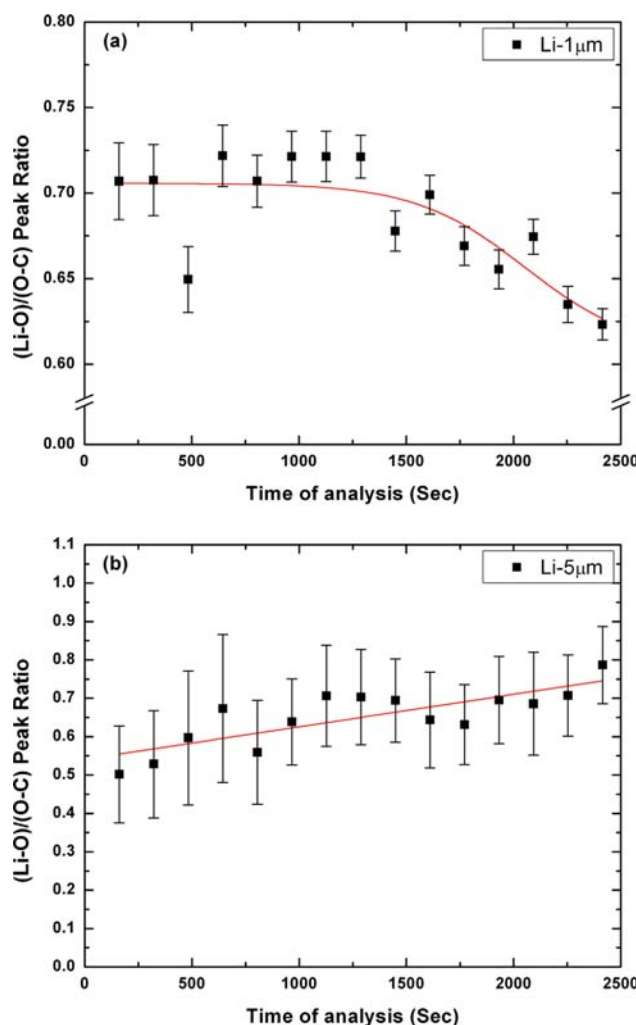 (a)
Li-1μm
0.80
0.75
0.70
0.65
0.60
0.00
(Li-O)/(O-C) Peak Ratio
0 500 1000 1500 2000 2500
Time of analysis (Sec)
(b)
Li-5μm
1.1
1.0
0.9
0.8
0.7
0.6
0.5
0.4
0.3
0.2
0.1
0.0
(Li-O)/(O-C) Peak Ratio
0 500 1000 1500 2000 2500
Time of analysis (Sec)